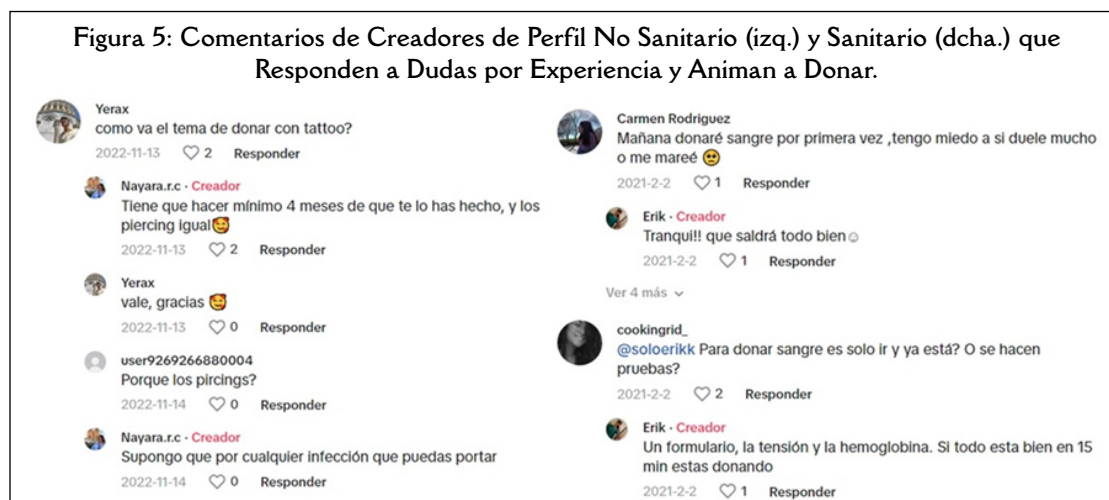 Figura 5: Comentarios de Creadores de Perfil No Sanitario (izq.) y Sanitario (dcha.) que
Responden a Dudas por Experiencia y Animan a Donar.
Yerax
como va el tema de donar con tattoo?
2022-11-13 2 Responder
Nayara.r.c · Creador
Tiene que hacer mínimo 4 meses de que te lo has hecho, y los
piercing igual🥰
2022-11-13 2 Responder
Yerax
vale, gracias 🥰
2022-11-13 0 Responder
user9269266880004
Porque los pircings?
2022-11-14 0 Responder
Nayara.r.c · Creador
Supongo que por cualquier infección que puedas portar
2022-11-14 0 Responder
Carmen Rodriguez
Mañana donaré sangre por primera vez ,tengo miedo a si duele mucho
o me mareé 🥺
2021-2-2 1 Responder
Erik · Creador
Tranqui!! que saldrá todo bien☺
2021-2-2 1 Responder
Ver 4 más
cookingrid_
@soloerikk Para donar sangre es solo ir y ya está? O se hacen
pruebas?
2021-2-2 2 Responder
Erik · Creador
Un formulario, la tensión y la hemoglobina. Si todo esta bien en 15
min estas donando
2021-2-2 1 Responder